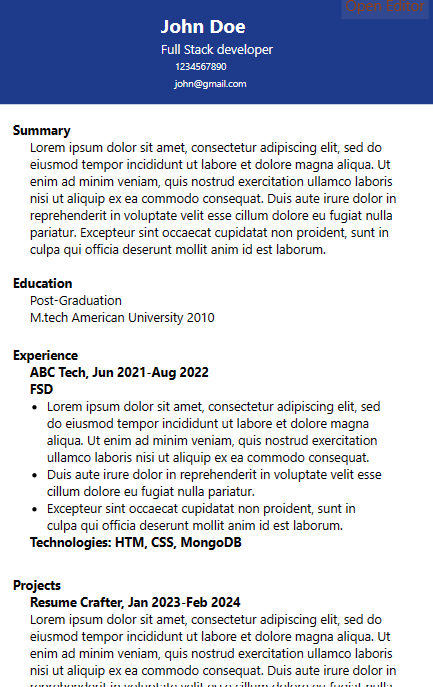 Open Editor
John Doe
Full Stack developer
1234567890
john@gmail.com
Summary
Lorem ipsum dolor sit amet, consectetur adipiscing elit, sed do
eiusmod tempor incididunt ut labore et dolore magna aliqua. Ut
enim ad minim veniam, quis nostrud exercitation ullamco laboris
nisi ut aliquip ex ea commodo consequat. Duis aute irure dolor in
reprehenderit in voluptate velit esse cillum dolore eu fugiat nulla
pariatur. Excepteur sint occaecat cupidatat non proident, sunt in
culpa qui officia deserunt mollit anim id est laborum.
Education
Post-Graduation
M.tech American University 2010
Experience
ABC Tech, Jun 2021-Aug 2022
FSD
• Lorem ipsum dolor sit amet, consectetur adipiscing elit, sed
do eiusmod tempor incididunt ut labore et dolore magna
aliqua. Ut enim ad minim veniam, quis nostrud exercitation
ullamco laboris nisi ut aliquip ex ea commodo consequat.
• Duis aute irure dolor in reprehenderit in voluptate velit esse
cillum dolore eu fugiat nulla pariatur.
• Excepteur sint occaecat cupidatat non proident, sunt in
culpa qui officia deserunt mollit anim id est laborum.
Technologies: HTM, CSS, MongoDB
Projects
Resume Crafter, Jan 2023-Feb 2024
Lorem ipsum dolor sit amet, consectetur adipiscing elit, sed do
eiusmod tempor incididunt ut labore et dolore magna aliqua. Ut
enim ad minim veniam, quis nostrud exercitation ullamco laboris
nisi ut aliquip ex ea commodo consequat. Duis aute irure dolor in